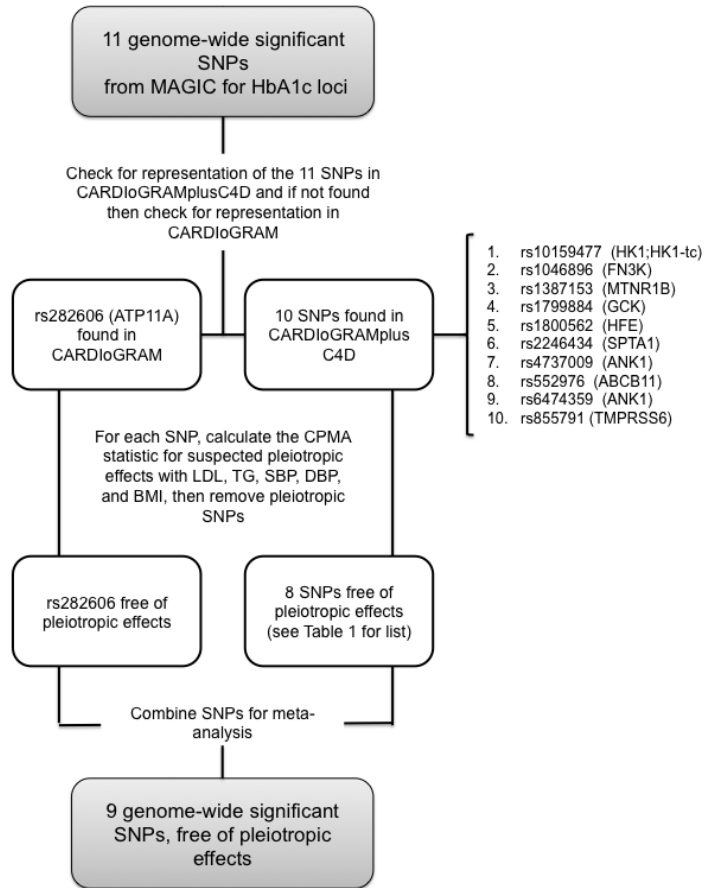 11 genome-wide significant
SNPs
from MAGIC for HbA1c loci
Check for representation of the 11 SNPs in
CARDIoGRAMplusC4D and if not found
then check for representation in
CARDIoGRAM
rs282606 (ATP11A)
found in
CARDIoGRAM
10 SNPs found in
CARDIoGRAMplus
C4D
1. rs10159477 (HK1;HK1-tc)
2. rs1046896 (FN3K)
3. rs1387153 (MTNR1B)
4. rs1799884 (GCK)
5. rs1800562 (HFE)
6. rs2246434 (SPTA1)
7. rs4737009 (ANK1)
8. rs552976 (ABCB11)
9. rs6474359 (ANK1)
10. rs855791 (TMPRSS6)
For each SNP, calculate the CPMA
statistic for suspected pleiotropic
effects with LDL, TG, SBP, DBP,
and BMI, then remove pleiotropic
SNPs
rs282606 free of
pleiotropic effects
8 SNPs free of
pleiotropic effects
(see Table 1 for list)
Combine SNPs for meta-
analysis
9 genome-wide significant
SNPs, free of pleiotropic
effects